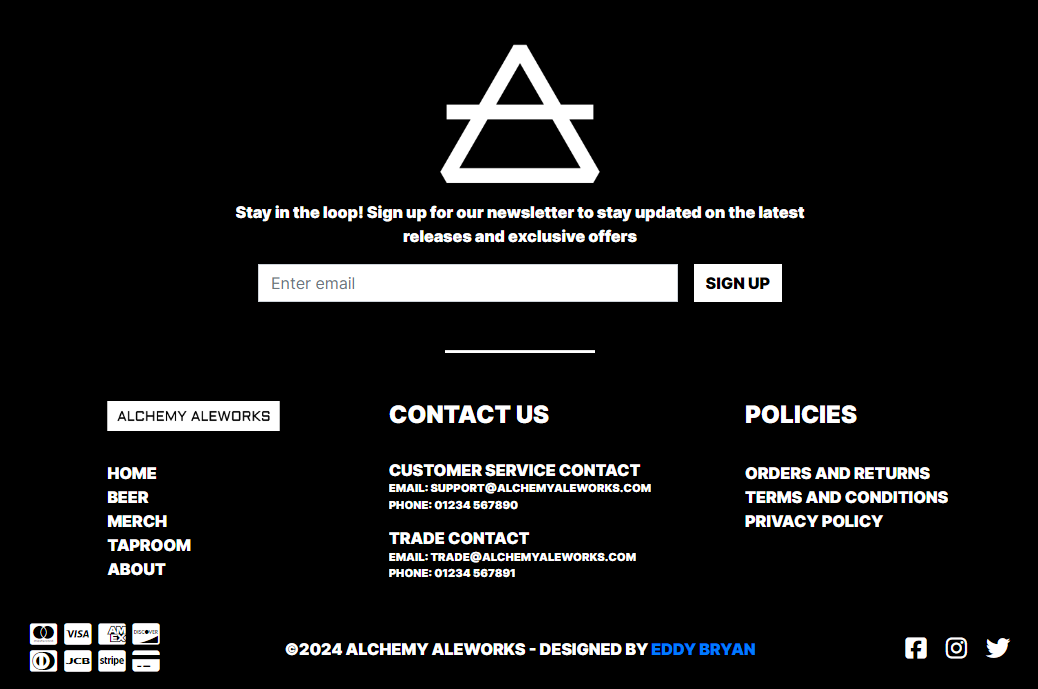 Stay in the loop! Sign up for our newsletter to stay updated on the latest
releases and exclusive offers
Enter email
SIGN UP
ALCHEMY ALEWORKS
HOME
BEER
MERCH
TAPROOM
ABOUT
CONTACT US
CUSTOMER SERVICE CONTACT
EMAIL: SUPPORT@ALCHEMYALEWORKS.COM
PHONE: 01234 567890
TRADE CONTACT
EMAIL: TRADE@ALCHEMYALEWORKS.COM
PHONE: 01234 567891
POLICIES
ORDERS AND RETURNS
TERMS AND CONDITIONS
PRIVACY POLICY
VISA
AM
EX
DISCOVER
JCB
stripe
©2024 ALCHEMY ALEWORKS - DESIGNED BY EDDY BRYAN